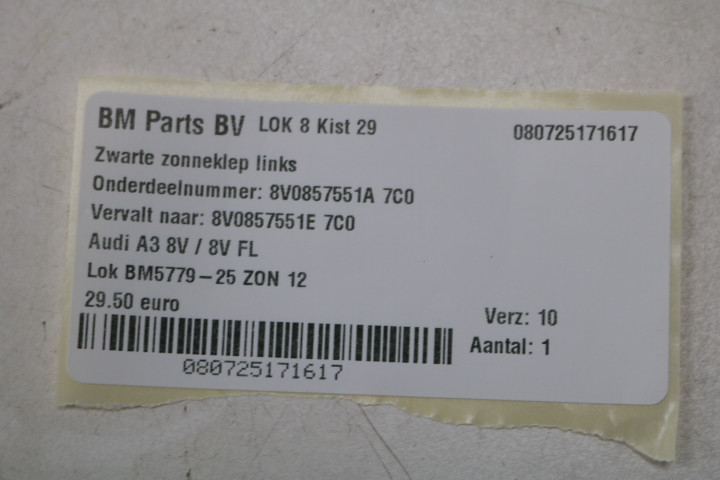 BM Parts BV LOK 8 Kist 29 080725171617
Zwarte zonneklep links
Onderdeelnummer: 8V0857551A 7C0
Vervalt naar: 8V0857551E 7C0
Audi A3 8V / 8V FL
Lok BM5779-25 ZON 12
29.50 euro
Verz: 10
Aantal: 1
080725171617